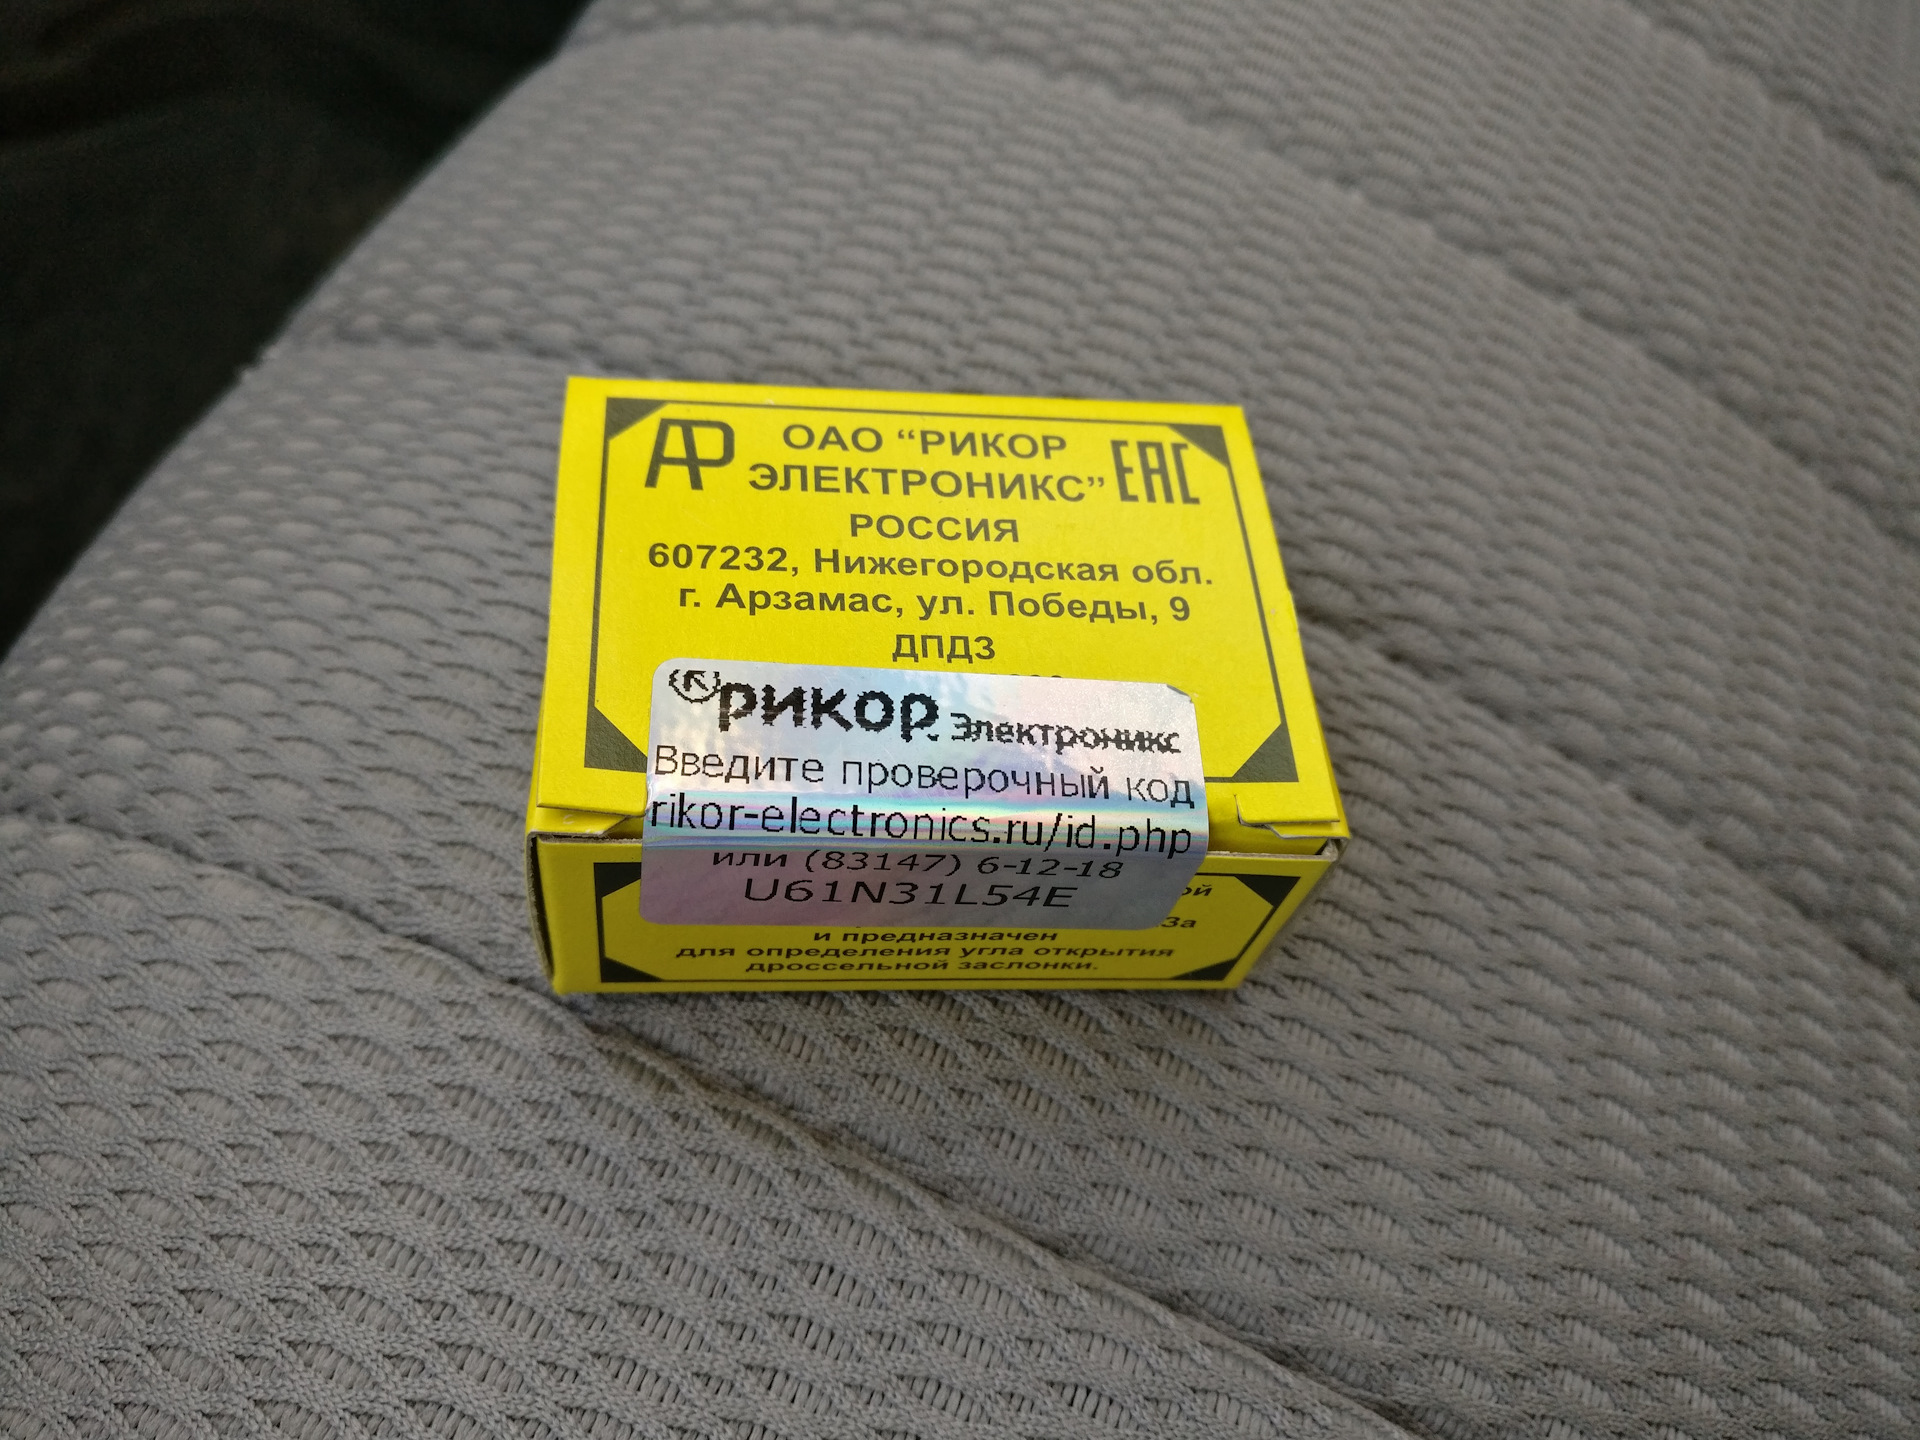 АР ОАО “РИКОР ЕАС
ЭЛЕКТРОНИКС”
РОССИЯ
607232, Нижегородская обл.
г. Арзамас, ул. Победы, 9
ДПДЗ
рикор Электроникс
Введите проверочный код
rikor-electronics.ru/id.php
или (83147) 6-12-18
U61N31L54E
и предназначен
для определения угла открытия
дроссельной заслонки.